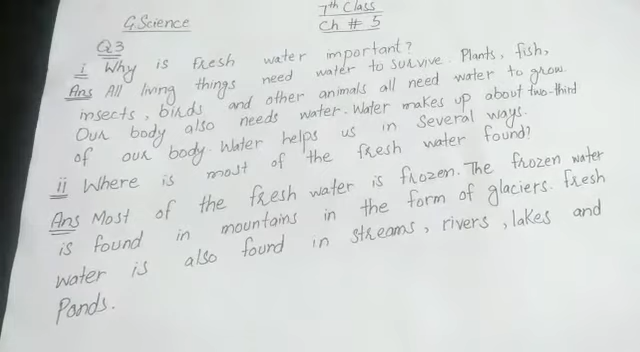 G.Science
7th Class
Ch # 5
Q3
i Why is fresh water important?
Ans All living things need water to survive. Plants, fish,
insects, birds and other animals all need water to grow.
Our body also needs water. Water makes up about two-third
of our body. Water helps us in several ways.
ii Where is most of the fresh water found?
Ans Most of the fresh water is frozen. The frozen water
is found in mountains in the form of glaciers. fresh
water is also found in streams, rivers, lakes and
Ponds.